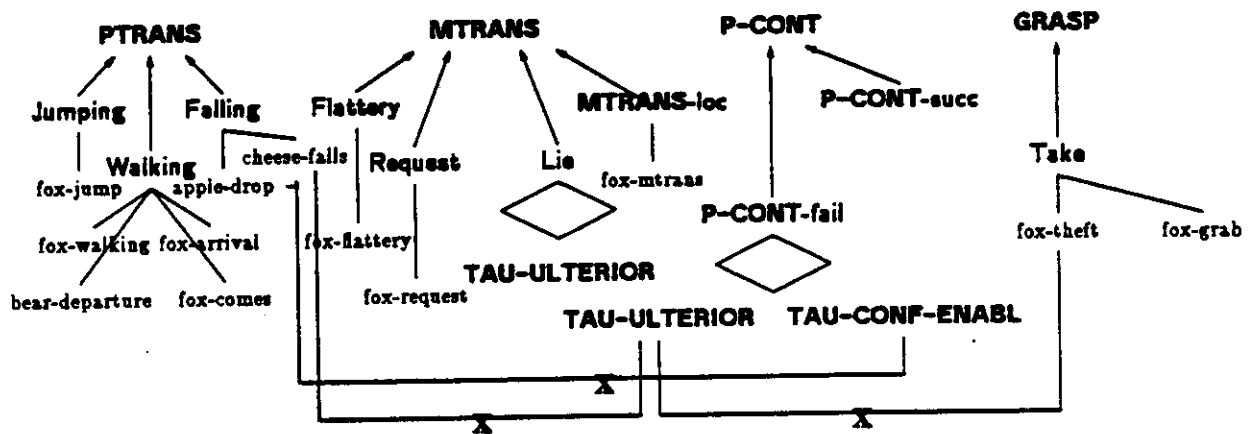 PTRANS MTRANS P-CONT GRASP
Jumping Falling Flattery MTRANS-loc P-CONT-succ
Walking cheese-falls Request Lie Take
fox-jump apple-drop fox-mtrans
fox-walking fox-arrival fox-flattery P-CONT-fail fox-theft fox-grab
bear-departure fox-comes fox-request TAU-ULTERIOR
TAU-ULTERIOR TAU-CONF-ENABL
X
X X